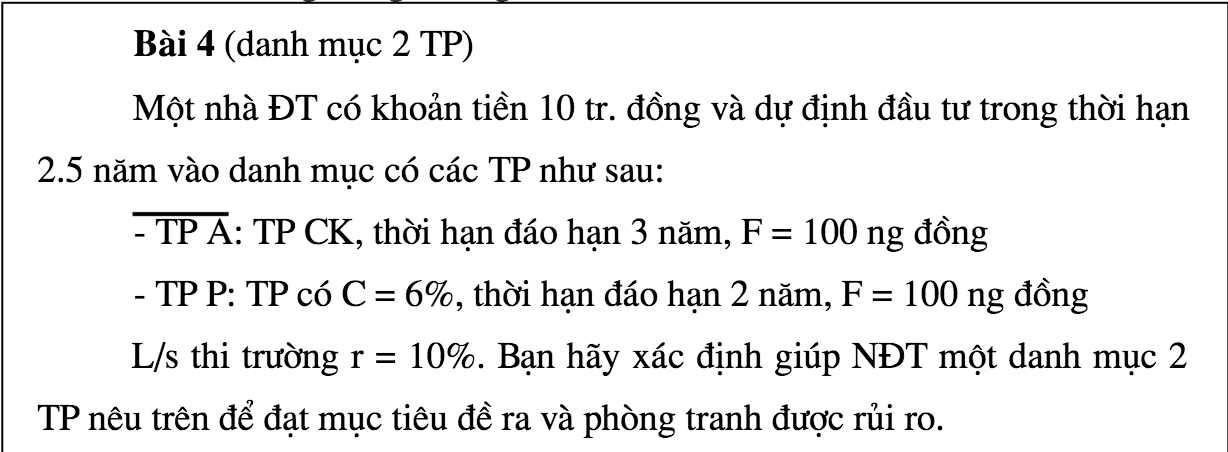 Bài 4 (danh mục 2 TP)
Một nhà ĐT có khoản tiền 10 tr. đồng và dự định đầu tư trong thời hạn
2.5 năm vào danh mục có các TP như sau:
- TP A: TP CK, thời hạn đáo hạn 3 năm, F = 100 ng đồng
- TP P: TP có C = 6%, thời hạn đáo hạn 2 năm, F = 100 ng đồng
L/s thi trường r = 10%. Bạn hãy xác định giúp NĐT một danh mục 2
TP nêu trên để đạt mục tiêu đề ra và phòng tranh được rủi ro.